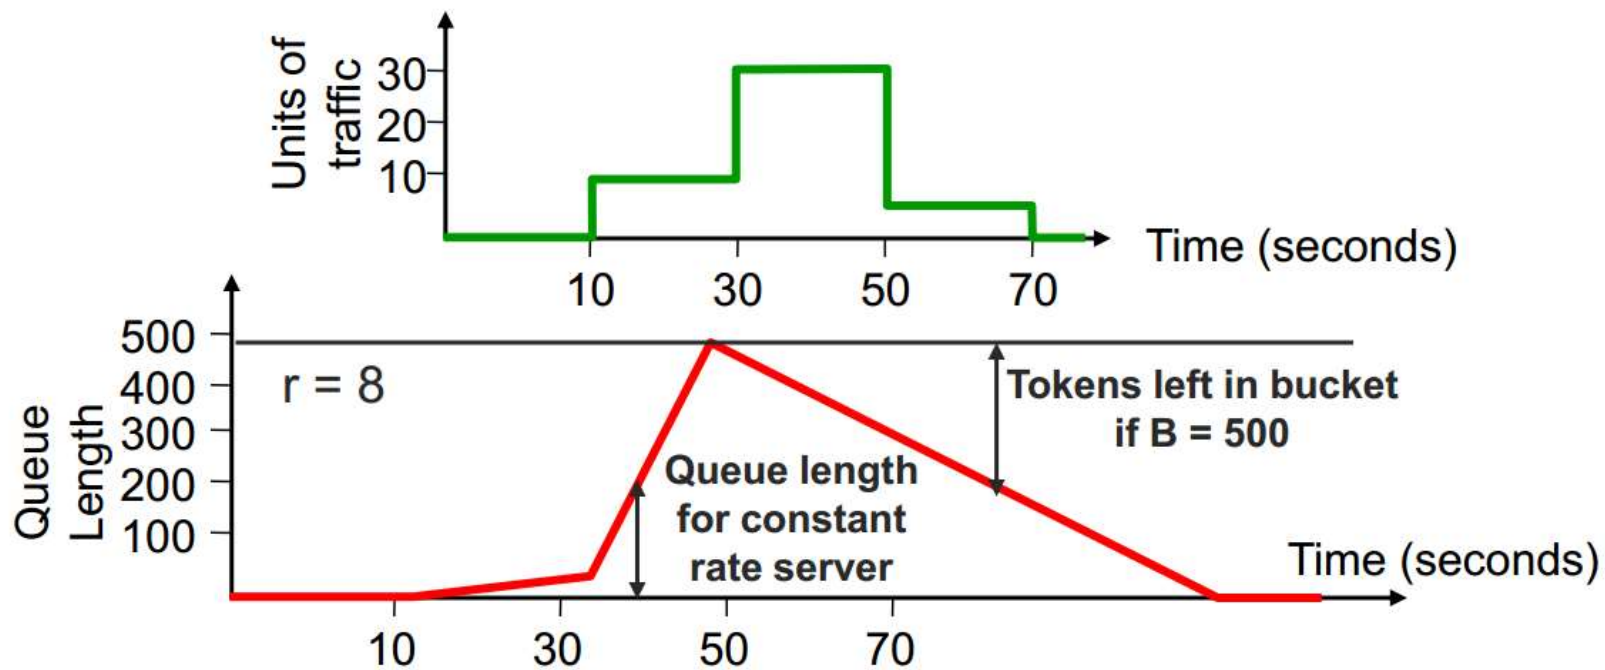 Units of
traffic
30
20
10
10
30
50
70
Time (seconds)
Queue
Length
500
400
300
200
100
r = 8
Tokens left in bucket
if B = 500
Queue length
for constant
rate server
Time (seconds)
10
30
50
70